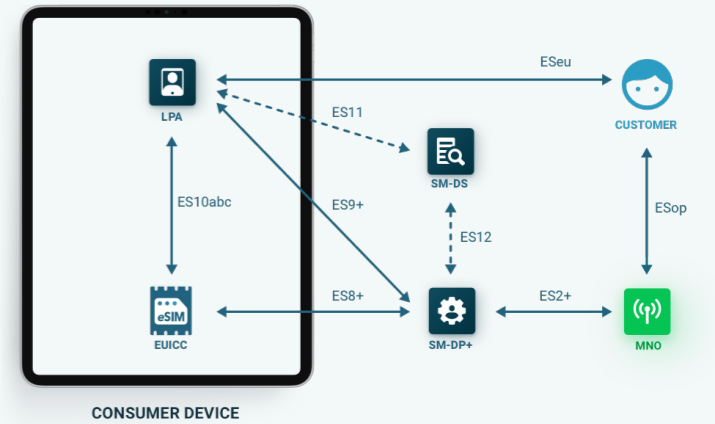 ESeu
LPA
CUSTOMER
ES11
SM-DS
ES10abc
ES9+
ESop
ES12
ES8+
ES2+
eSIM
EUICC
SM-DP+
MNO
CONSUMER DEVICE